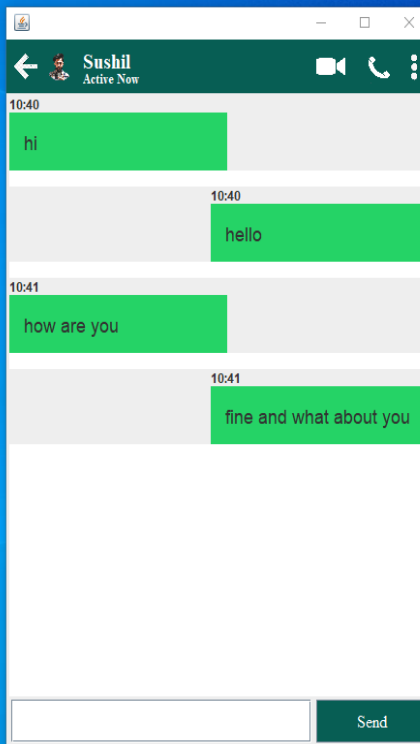 Sushil
Active Now
10:40
hi
10:40
hello
10:41
how are you
10:41
fine and what about you
Send